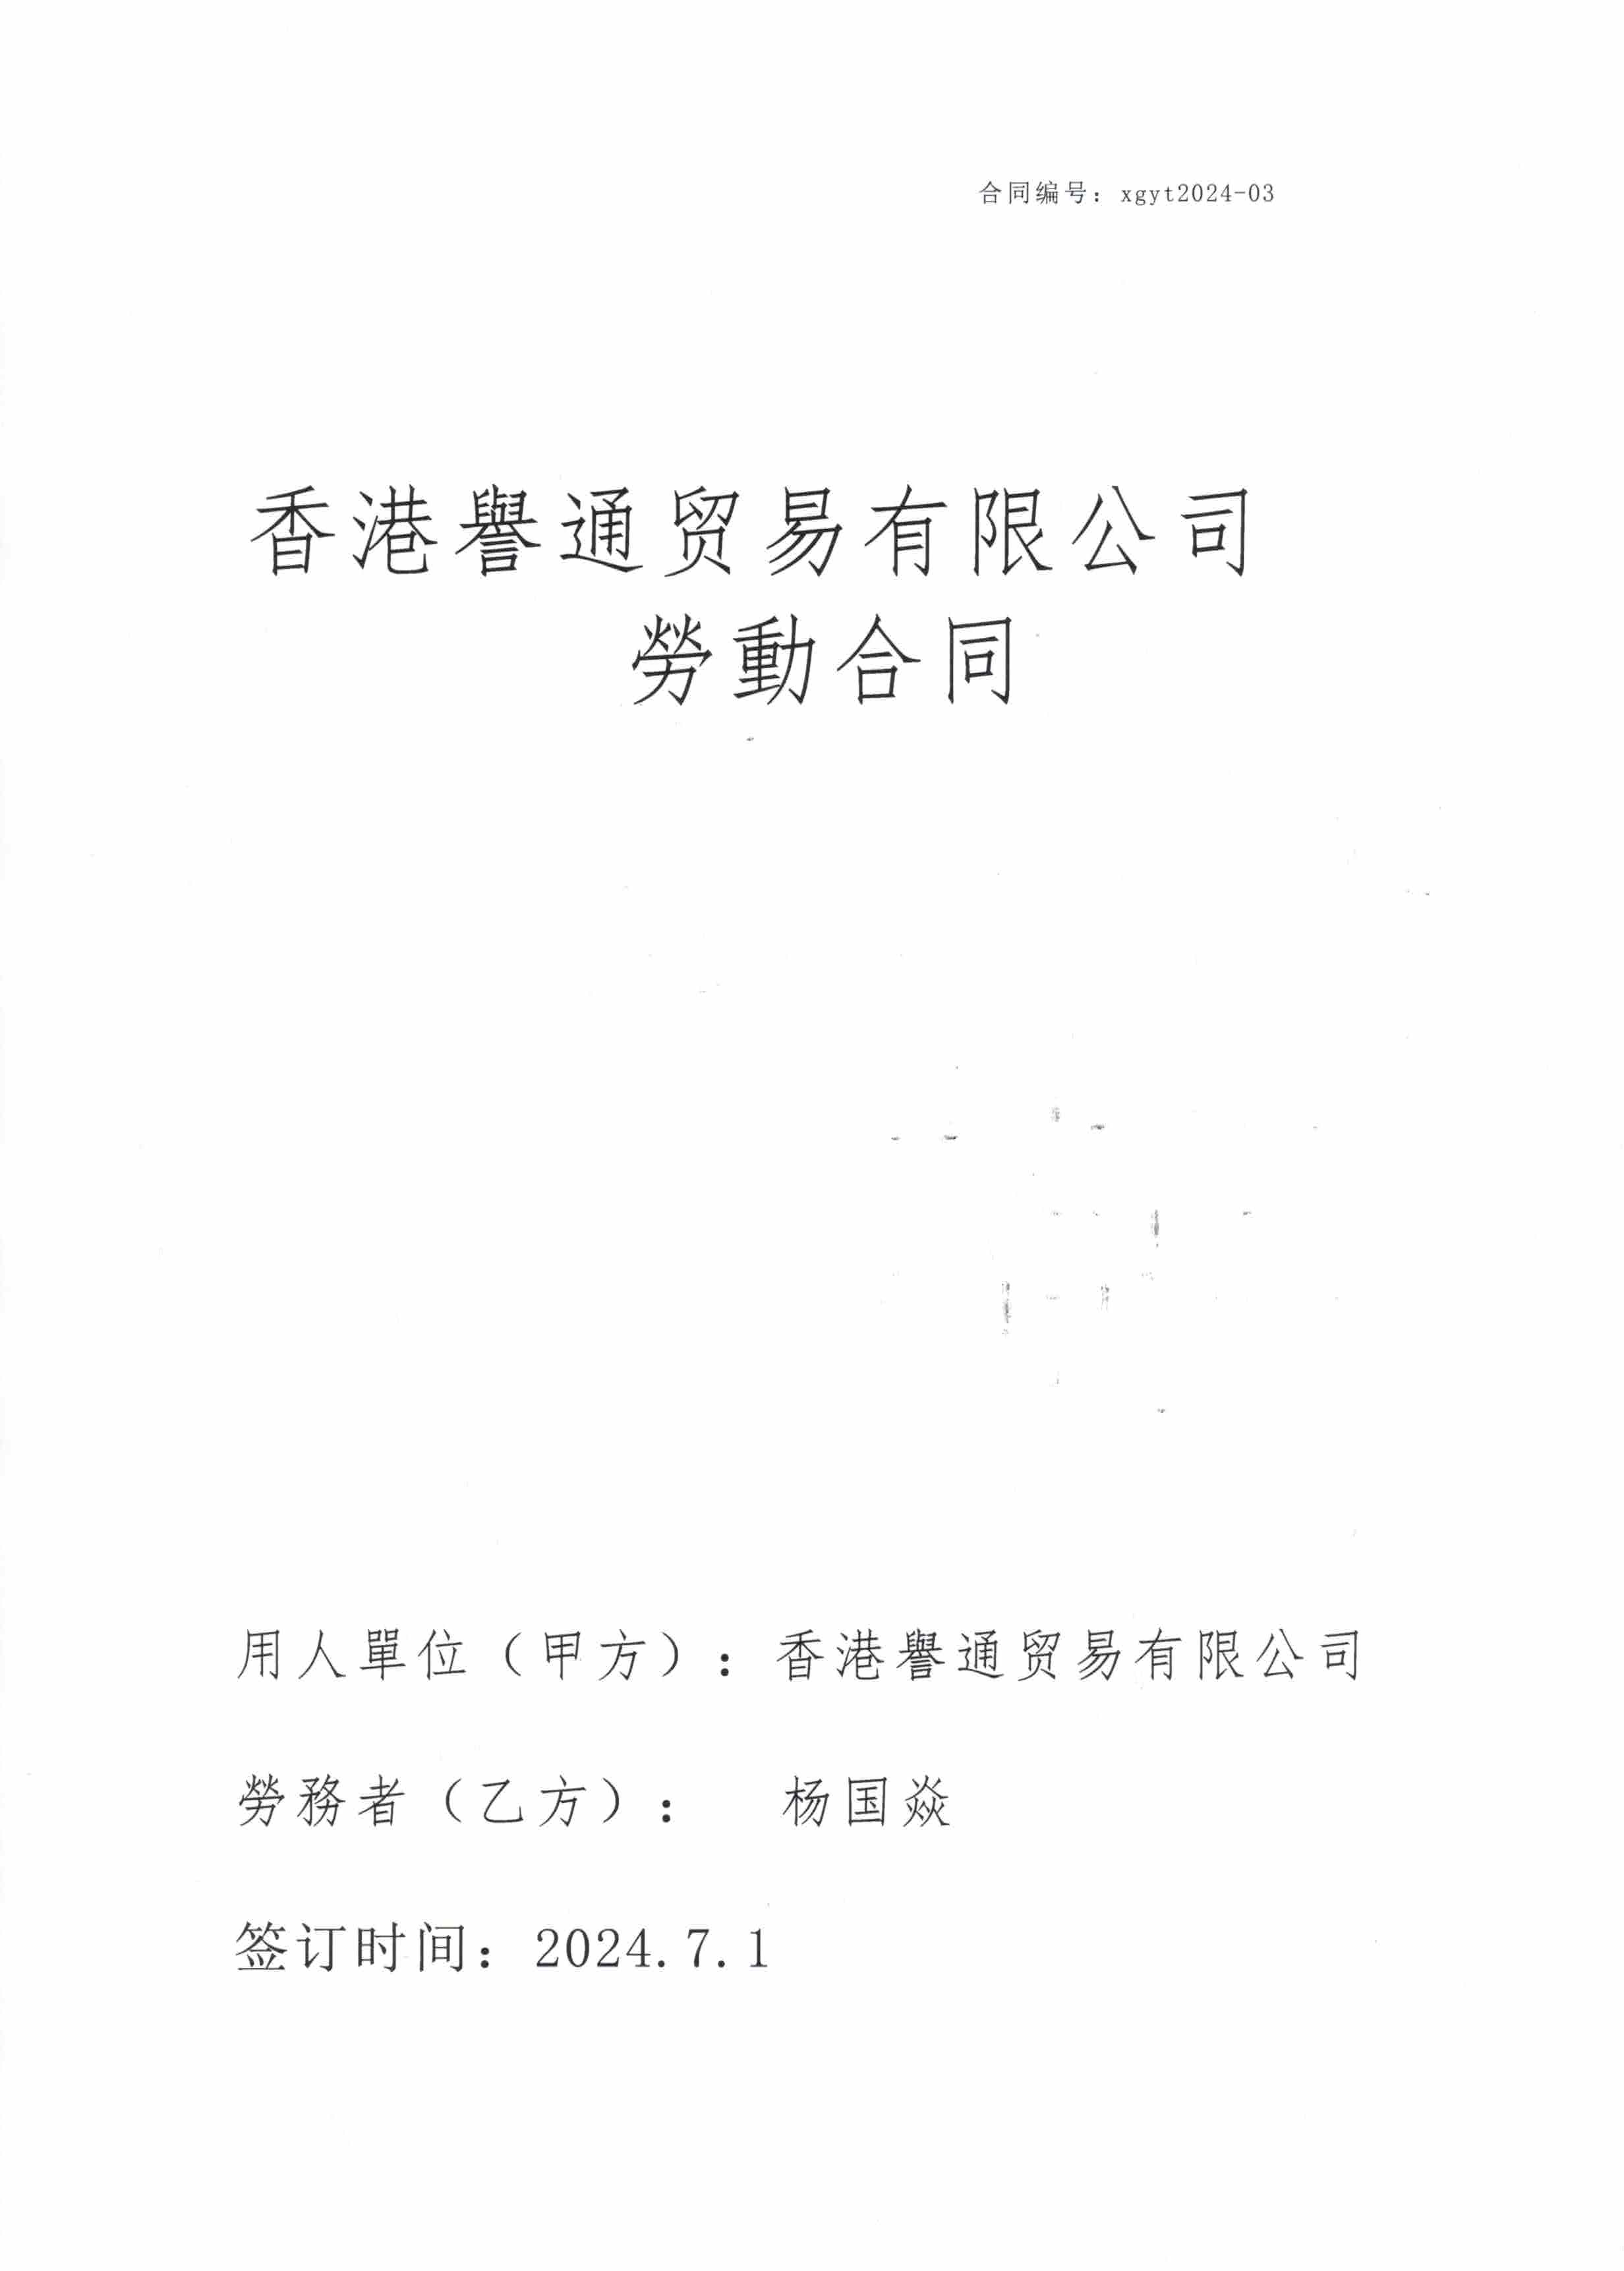 合同编号：xgyt2024-03
香港譽通贸易有限公司
勞動合同
用人單位（甲方）：香港譽通贸易有限公司
勞務者（乙方）： 杨国焱
签订时间：2024.7.1